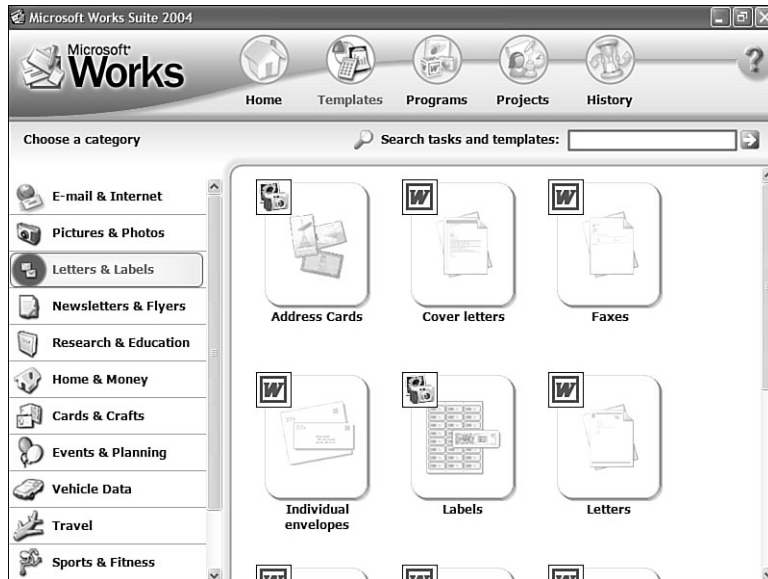 Microsoft Works Suite 2004
Microsoft®
Works
Home
Templates
Programs
Projects
History
?
Choose a category
Search tasks and templates:
E-mail & Internet
Pictures & Photos
Letters & Labels
Newsletters & Flyers
Research & Education
Home & Money
Cards & Crafts
Events & Planning
Vehicle Data
Travel
Sports & Fitness
W
W
Address Cards
Cover letters
Faxes
W
Individual
envelopes
Labels
Letters
W
W
W